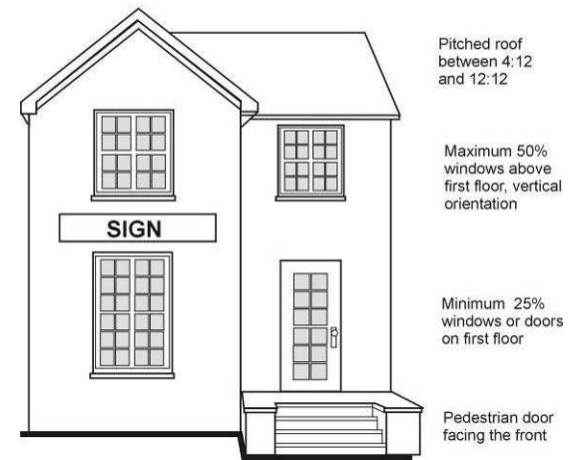 Pitched roof
between 4:12
and 12:12
Maximum 50%
windows above
first floor, vertical
orientation
SIGN
Minimum 25%
windows or doors
on first floor
Pedestrian door
facing the front